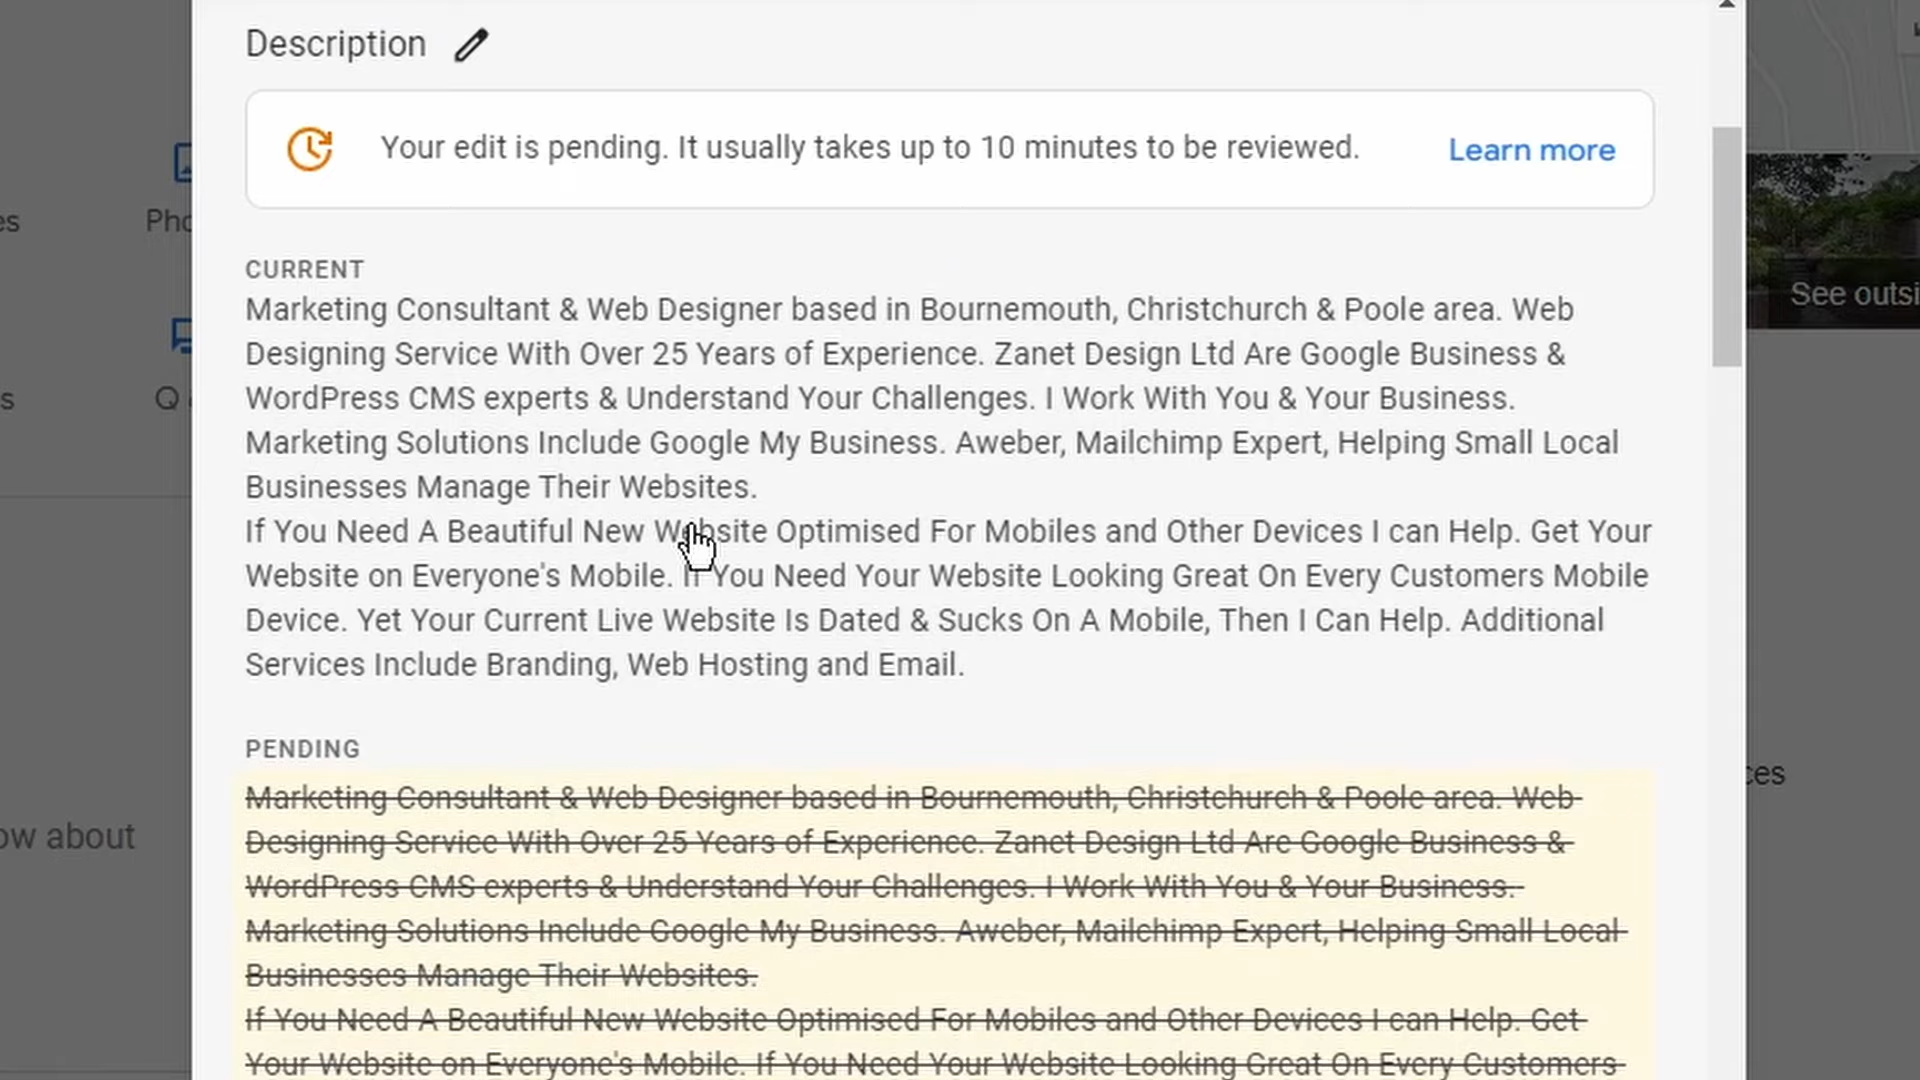 Description
Your edit is pending. It usually takes up to 10 minutes to be reviewed. Learn more
CURRENT
Marketing Consultant & Web Designer based in Bournemouth, Christchurch & Poole area. Web
Designing Service With Over 25 Years of Experience. Zanet Design Ltd Are Google Business &
WordPress CMS experts & Understand Your Challenges. I Work With You & Your Business.
Marketing Solutions Include Google My Business. Aweber, Mailchimp Expert, Helping Small Local
Businesses Manage Their Websites.
If You Need A Beautiful New Website Optimised For Mobiles and Other Devices I can Help. Get Your
Website on Everyone's Mobile. If You Need Your Website Looking Great On Every Customers Mobile
Device. Yet Your Current Live Website Is Dated & Sucks On A Mobile, Then I Can Help. Additional
Services Include Branding, Web Hosting and Email.
PENDING
Marketing Consultant & Web Designer based in Bournemouth, Christchurch & Poole area. Web
Designing Service With Over 25 Years of Experience. Zanet Design Ltd Are Google Business &
WordPress CMS experts & Understand Your Challenges. I Work With You & Your Business.
Marketing Solutions Include Google My Business. Aweber, Mailchimp Expert, Helping Small Local
Businesses Manage Their Websites.
If You Need A Beautiful New Website Optimised For Mobiles and Other Devices I can Help. Get
Your Website on Everyone's Mobile. If You Need Your Website Looking Great On Every Customers
es
Pho
s
Q
ow about
See outsi
ces